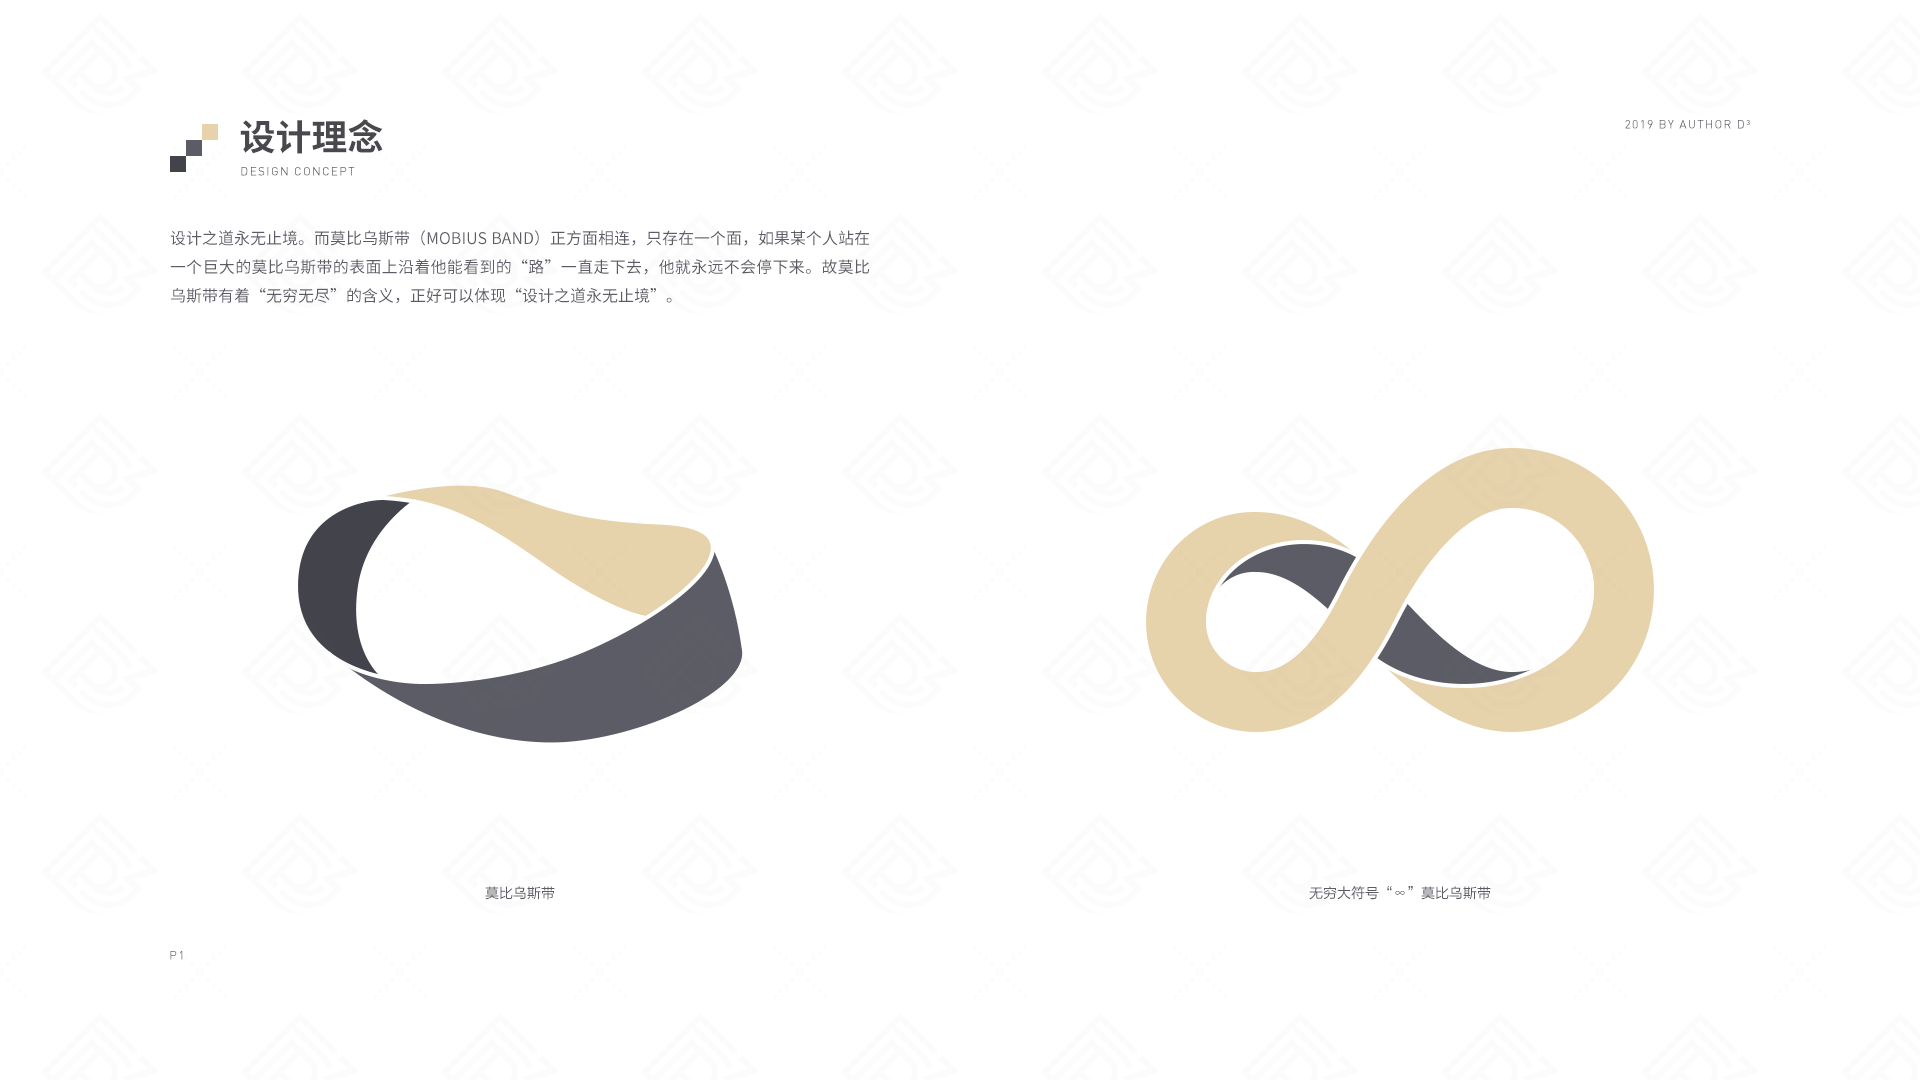 设计理念
DESIGN CONCEPT
2019 BY AUTHOR D³
设计之道永无止境。而莫比乌斯带（MOBIUS BAND）正方面相连，只存在一个面，如果某个人站在
一个巨大的莫比乌斯带的表面上沿着他能看到的“路”一直走下去，他就永远不会停下来。故莫比
乌斯带有着“无穷无尽”的含义，正好可以体现“设计之道永无止境”。
莫比乌斯带
无穷大符号“∞”莫比乌斯带
P1